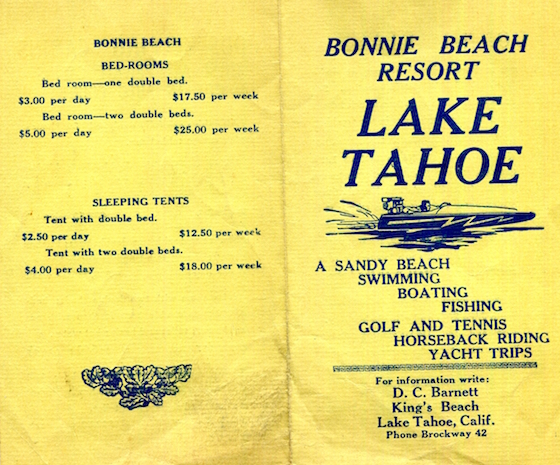 BONNIE BEACH
BED-ROOMS
Bed room—one double bed.
$3.00 per day $17.50 per week
Bed room—two double beds.
$5.00 per day $25.00 per week
SLEEPING TENTS
Tent with double bed.
$2.50 per day $12.50 per week
Tent with two double beds.
$4.00 per day $18.00 per week
BONNIE BEACH
RESORT
LAKE
TAHOE
A SANDY BEACH
SWIMMING
BOATING
FISHING
GOLF AND TENNIS
HORSEBACK RIDING
YACHT TRIPS
For information write:
D. C. Barnett
King's Beach
Lake Tahoe, Calif.
Phone Brockway 42